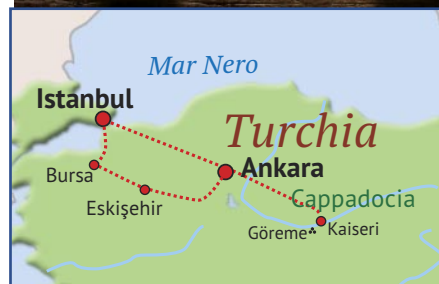 Mar Nero
Istanbul
Turchia
Bursa
Ankara
Eskişehir
Cappadocia
Göreme
Kaiseri